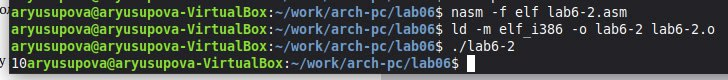 aryusupova@aryusupova-VirtualBox:~/work/arch-pc/lab06$ nasm -f elf lab6-2.asm
aryusupova@aryusupova-VirtualBox:~/work/arch-pc/lab06$ ld -m elf_i386 -o lab6-2 lab6-2.o
aryusupova@aryusupova-VirtualBox:~/work/arch-pc/lab06$ ./lab6-2
10aryusupova@aryusupova-VirtualBox:~/work/arch-pc/lab06$